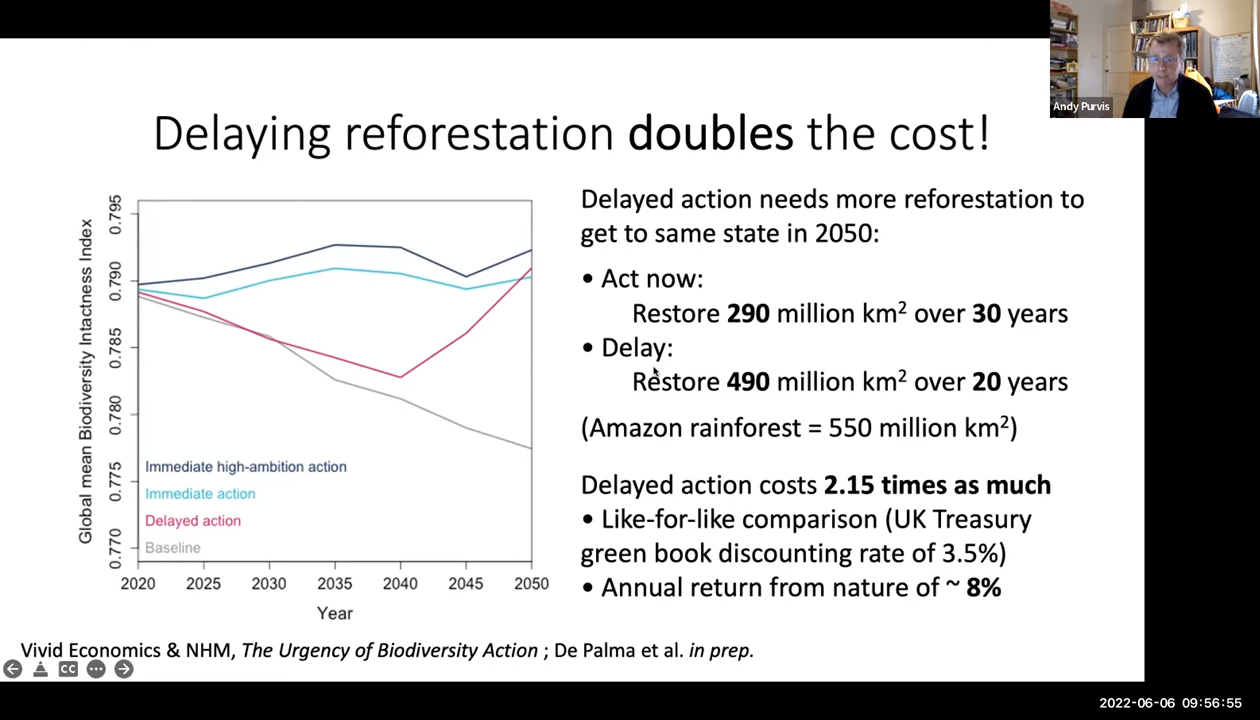 Andy Purvis
Delaying reforestation doubles the cost!
Global mean Biodiversity Intactness Index
0.795
0.790
0.785
0.780
0.775
0.770
Immediate high-ambition action
Immediate action
Delayed action
Baseline
2020 2025 2030 2035 2040 2045 2050
Year
Delayed action needs more reforestation to
get to same state in 2050:
• Act now:
Restore 290 million km² over 30 years
• Delay:
Restore 490 million km² over 20 years
(Amazon rainforest = 550 million km²)
Delayed action costs 2.15 times as much
• Like-for-like comparison (UK Treasury
green book discounting rate of 3.5%)
• Annual return from nature of ~ 8%
Vivid Economics & NHM, The Urgency of Biodiversity Action ; De Palma et al. in prep.
CC
2022-06-06 09:56:55